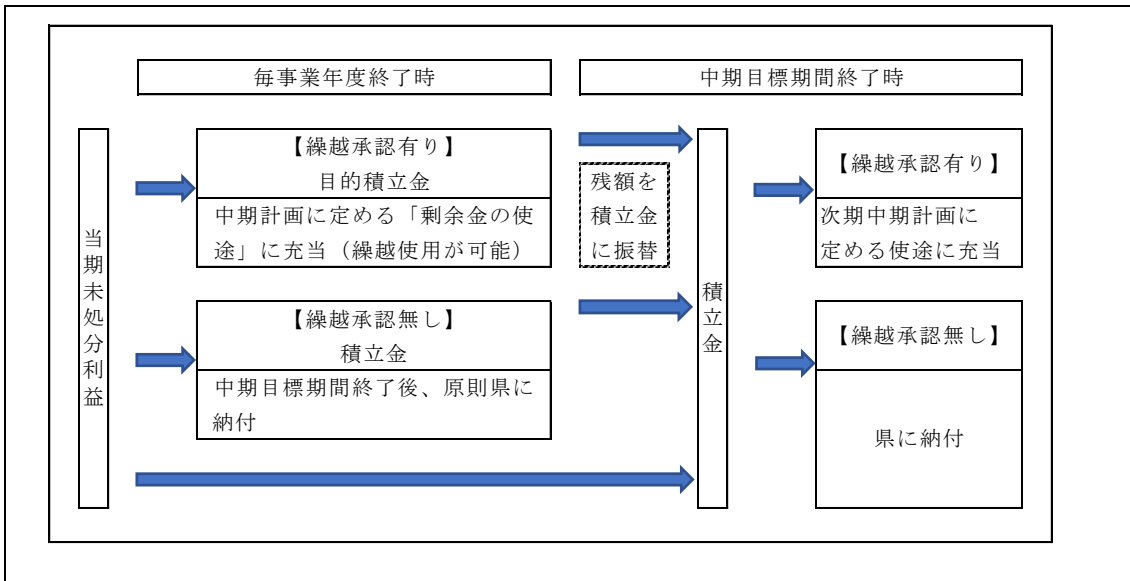 毎事業年度終了時
中期目標期間終了時
当期未処分利益
【繰越承認有り】
目的積立金
中期計画に定める「剰余金の使
途」に充当（繰越使用が可能）
【繰越承認無し】
積立金
中期目標期間終了後、原則県に
納付
残額を
積立金
に振替
積立金
【繰越承認有り】
次期中期計画に
定める使途に充当
【繰越承認無し】
県に納付